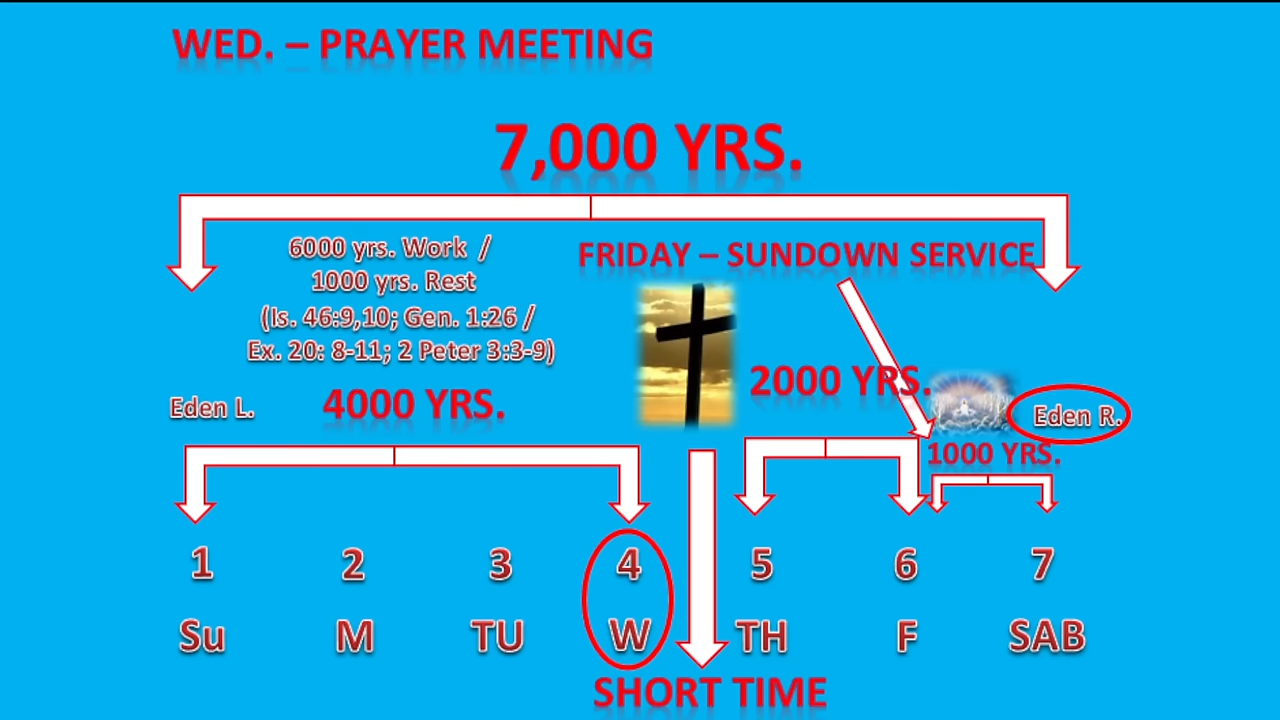 WED. – PRAYER MEETING
7,000 YRS.
6000 yrs. Work /
1000 yrs. Rest
(Is. 46:9,10; Gen. 1:26 /
Ex. 20: 8-11; 2 Peter 3:3-9)
FRIDAY – SUNDOWN SERVICE
Eden L.
4000 YRS.
2000 YRS.
Eden R.
1000 YRS.
1 2 3 4 5 6 7
Su M TU W TH F SAB
SHORT TIME